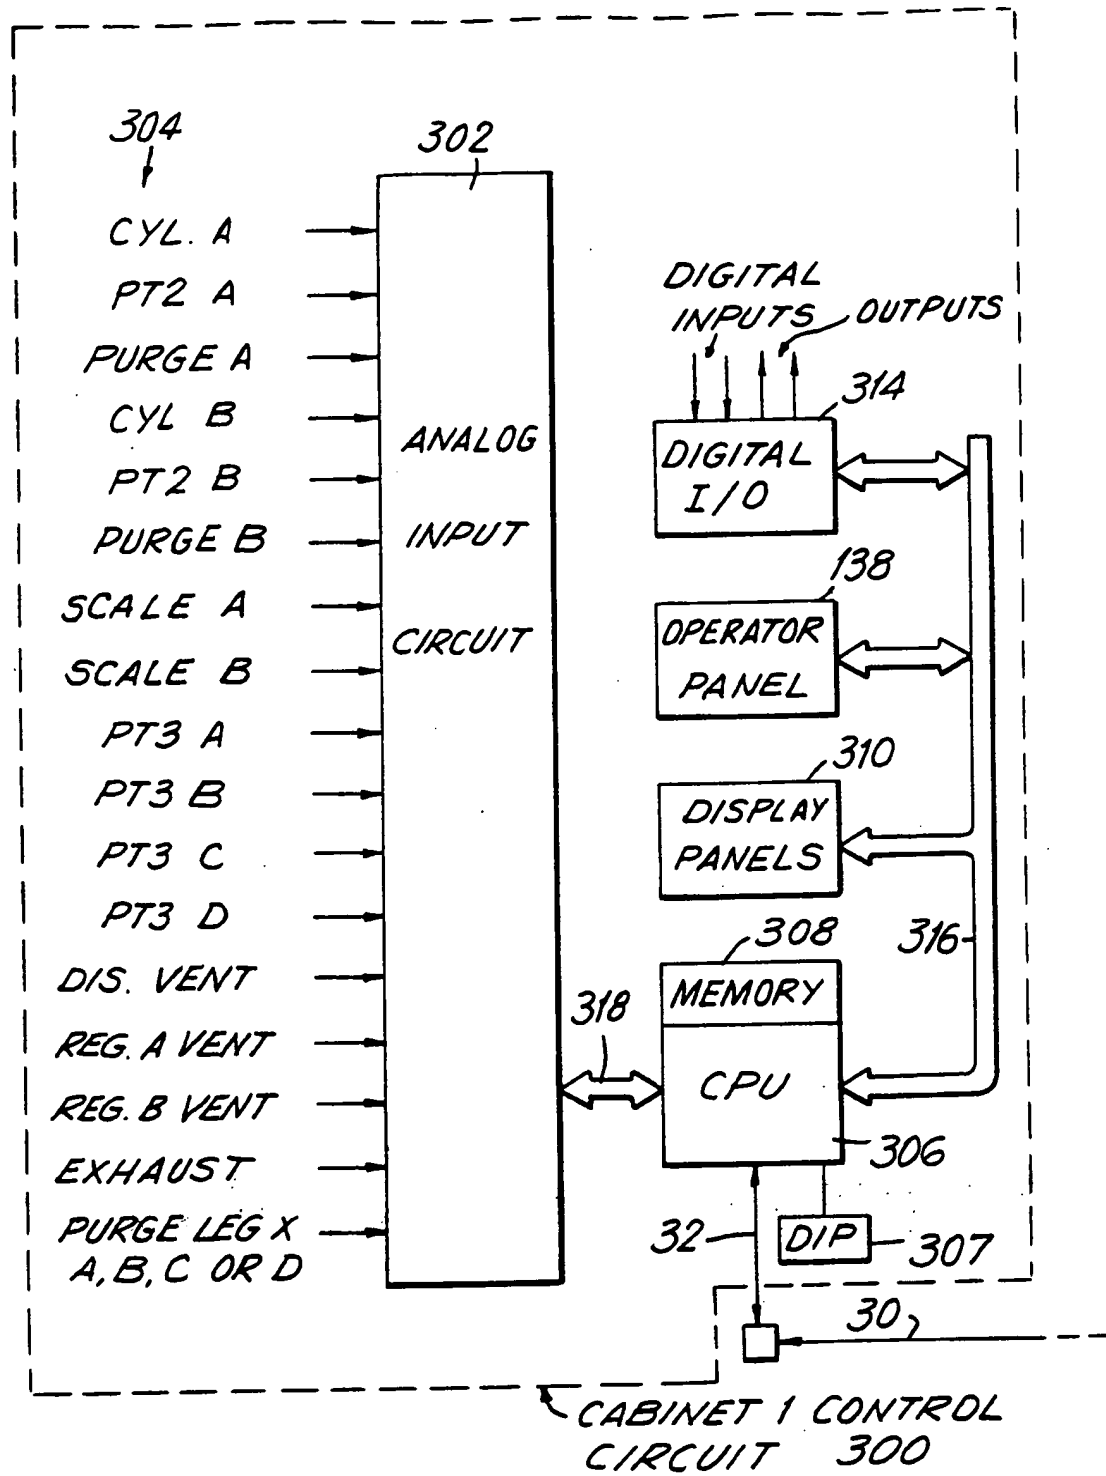 304
302
CYL. A
PT2 A
PURGE A
CYL B
PT2 B
PURGE B
SCALE A
SCALE B
PT3 A
PT3 B
PT3 C
PT3 D
DIS. VENT
REG. A VENT
REG. B VENT
EXHAUST
PURGE LEG X
A, B, C OR D
ANALOG
INPUT
CIRCUIT
DIGITAL
INPUTS
OUTPUTS
314
DIGITAL
I/O
138
OPERATOR
PANEL
310
DISPLAY
PANELS
316
308
MEMORY
318
CPU
306
32
DIP
307
30
CABINET 1 CONTROL
CIRCUIT 300